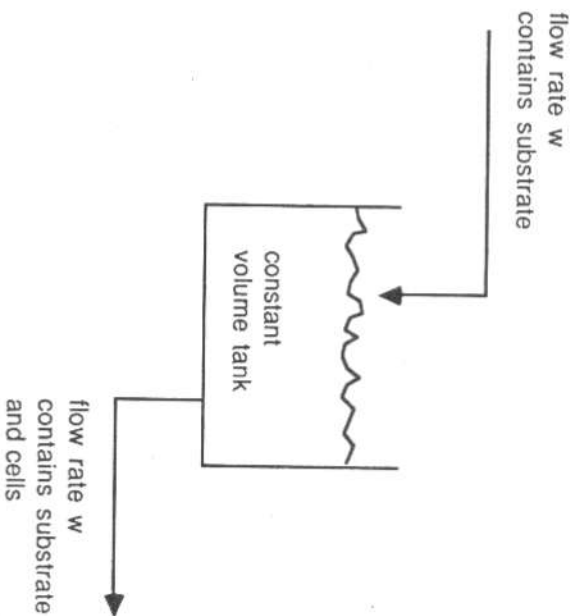 flow rate w
contains substrate
constant
volume tank
flow rate w
contains substrate
and cells